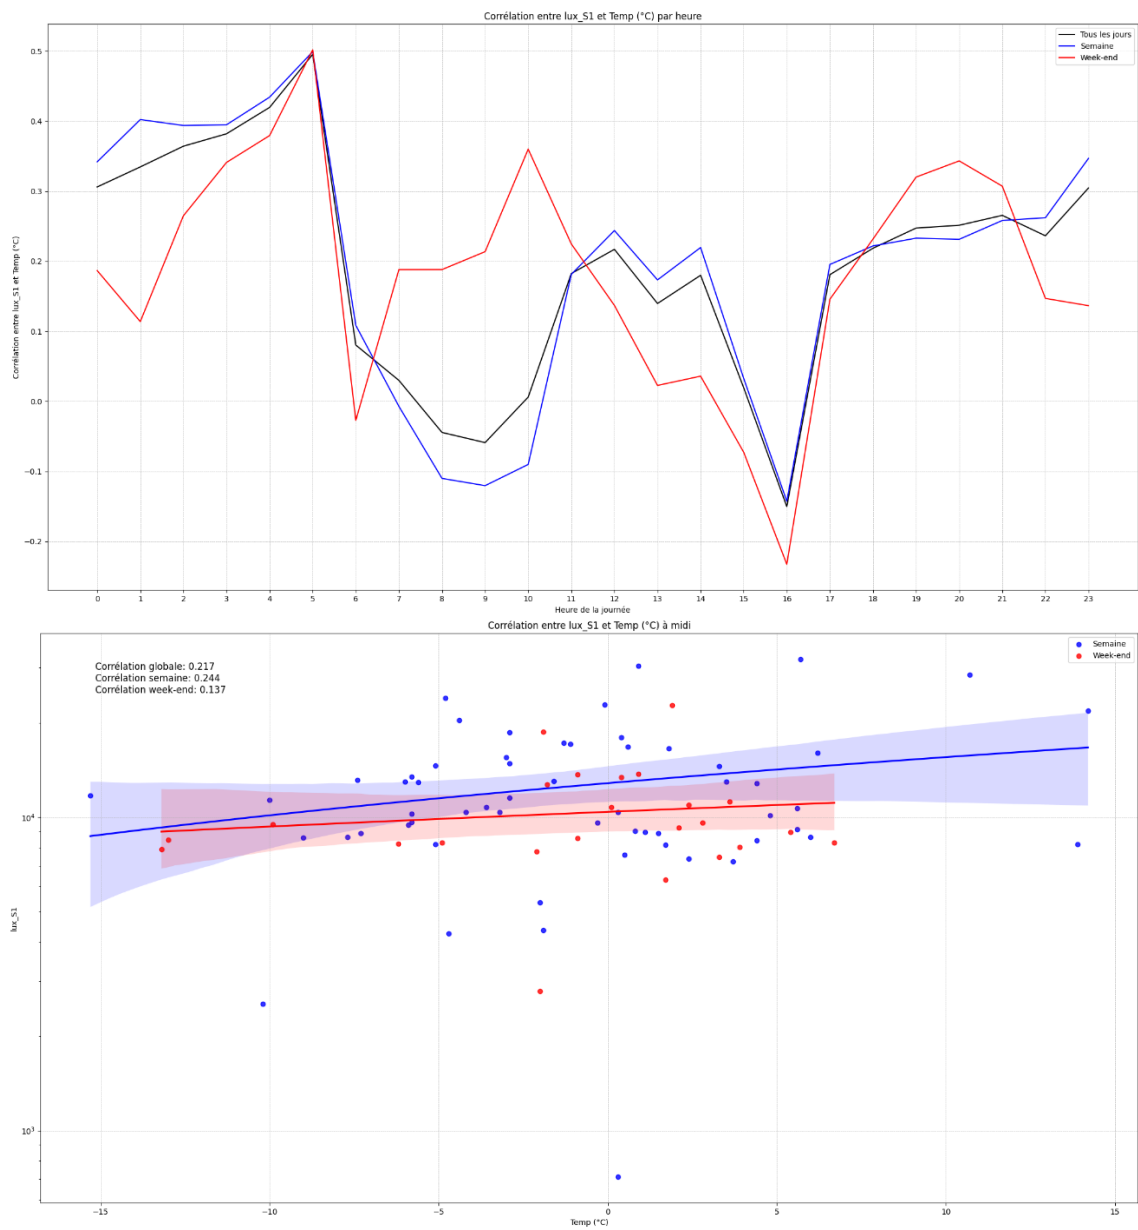 Corrélation entre lux_S1 et Temp (°C) par heure
Tous les jours
Semaine
Week-end
0.5
0.4
0.3
0.2
0.1
0.0
−0.1
−0.2
Corrélation entre lux_S1 et Temp (°C)
0 1 2 3 4 5 6 7 8 9 10 11 12 13 14 15 16 17 18 19 20 21 22 23
Heure de la journée
Corrélation entre lux_S1 et Temp (°C) à midi
Corrélation globale: 0.217
Corrélation semaine: 0.244
Corrélation week-end: 0.137
Semaine
Week-end
10⁴
10³
lux_S1
−15 −10 −5 0 5 10 15
Temp (°C)